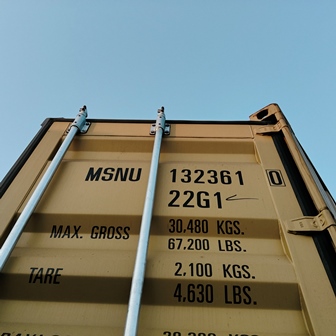 MSNU 132361 0
22G1
MAX. GROSS 30,480 KGS.
67.200 LBS.
TARE 2,100 KGS.
4,630 LBS.